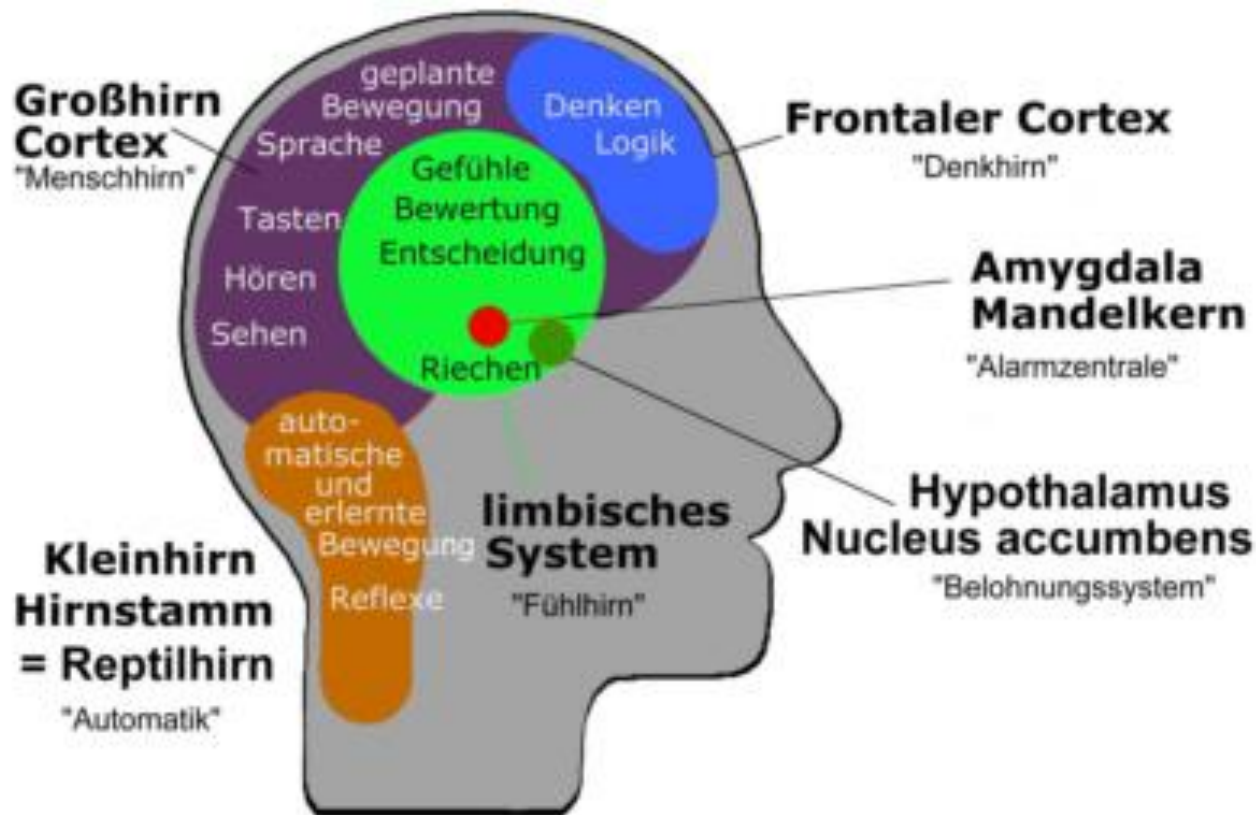 Großhirn
Cortex
"Menschhirn"
geplante
Bewegung
Sprache
Tasten
Hören
Sehen
Denken
Logik
Frontaler Cortex
"Denkhirn"
Gefühle
Bewertung
Entscheidung
Riechen
Amygdala
Mandelkern
"Alarmzentrale"
Hypothalamus
Nucleus accumbens
"Belohnungssystem"
limbisches
System
"Fühlhirn"
auto-
matische
und
erlernte
Bewegung
Reflexe
Kleinhirn
Hirnstamm
= Reptilhirn
"Automatik"